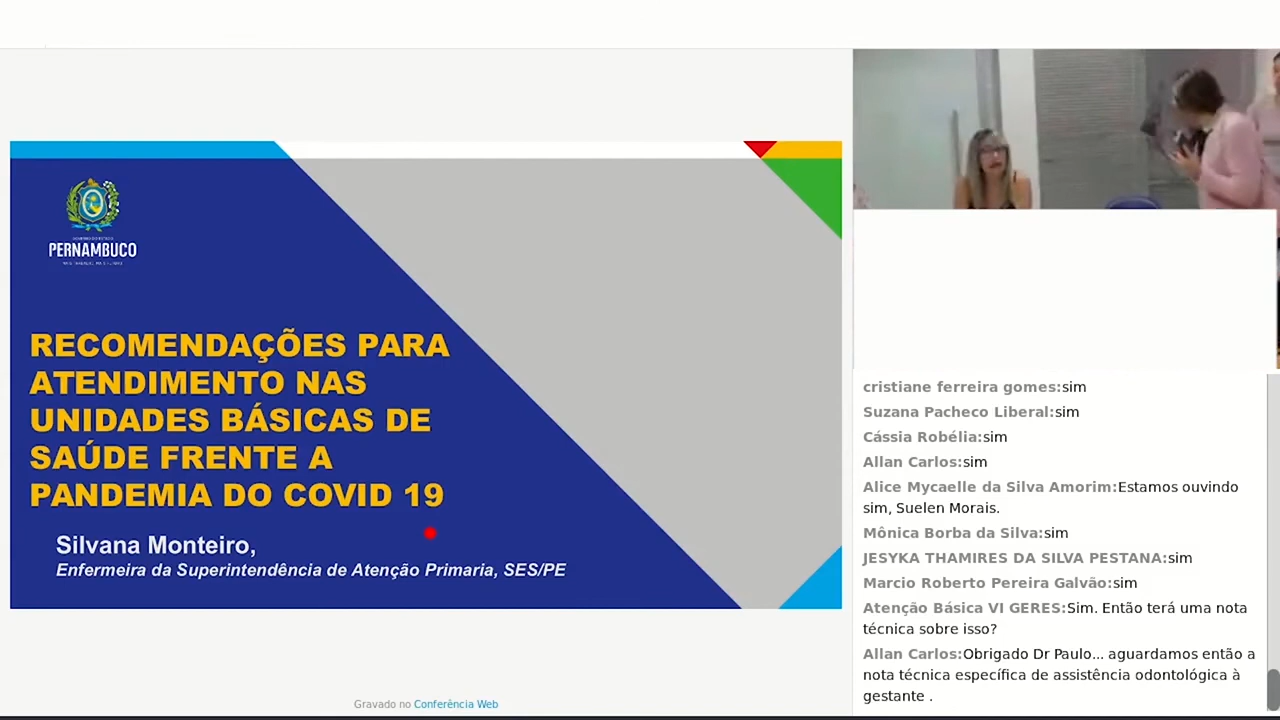 PERNAMBUCO
RECOMENDAÇÕES PARA
ATENDIMENTO NAS
UNIDADES BÁSICAS DE
SAÚDE FRENTE A
PANDEMIA DO COVID 19
Silvana Monteiro,
Enfermeira da Superintendência de Atenção Primaria, SES/PE
Gravado no Conferência Web
cristiane ferreira gomes:sim
Suzana Pacheco Liberal:sim
Cássia Robélia:sim
Allan Carlos:sim
Alice Mycaelle da Silva Amorim:Estamos ouvindo
sim, Suelen Morais.
Mônica Borba da Silva:sim
JESYKA THAMIRES DA SILVA PESTANA:sim
Marcio Roberto Pereira Galvão:sim
Atenção Básica VI GERES:Sim. Então terá uma nota
técnica sobre isso?
Allan Carlos:Obrigado Dr Paulo... aguardamos então a
nota técnica específica de assistência odontológica à
gestante .